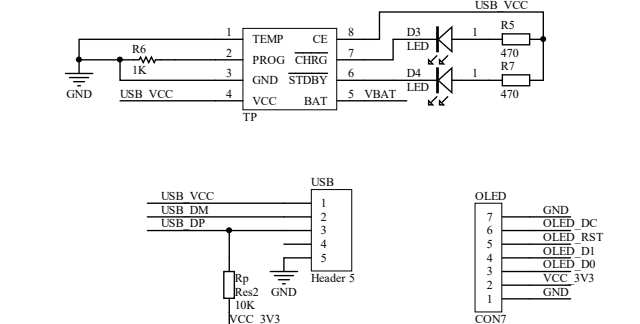 USB_VCC
1 TEMP CE 8 D3 1 R5
LED 470
R6 2 PROG CHRG 7
1K
3 GND STDBY 6 D4 1 R7
LED 470
GND USB_VCC 4 VCC BAT 5 VBAT
TP
USB
USB_VCC 1
USB_DM 2
USB_DP 3
4
5
Header 5
GND
Rp
Res2
10K
VCC_3V3
OLED
7 GND
6 OLED_DC
5 OLED_RST
4 OLED_D1
3 OLED_D0
2 VCC_3V3
1 GND
CON7